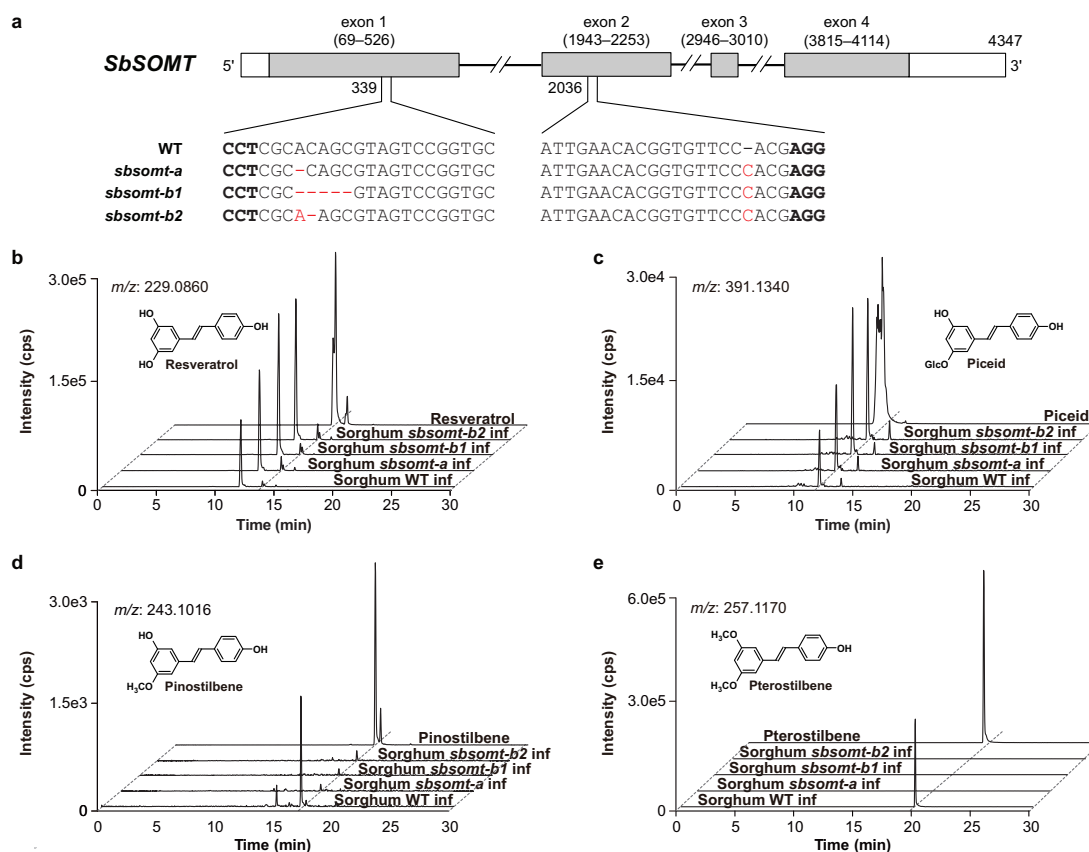 a
exon 1
(69–526)
exon 2
(1943–2253)
exon 3
(2946–3010)
exon 4
(3815–4114)
4347
SbSOMT
5'
3'
339
2036
WT CCTCGCACAGCGTAGTCCGGTGC ATTGAACACGGTGTTCC–ACGAGG
sbsomt-a CCTCGC–CAGCGTAGTCCGGTGC ATTGAACACGGTGTTCCCACGAGG
sbsomt-b1 CCTCGC–––––GTAGTCCGGTGC ATTGAACACGGTGTTCCCACGAGG
sbsomt-b2 CCTCGCA–AGCGTAGTCCGGTGC ATTGAACACGGTGTTCCCACGAGG
b
3.0e5
1.5e5
0
Intensity (cps)
m/z: 229.0860
HO
HO
OH
Resveratrol
Resveratrol
Sorghum sbsomt-b2 inf
Sorghum sbsomt-b1 inf
Sorghum sbsomt-a inf
Sorghum WT inf
0 5 10 15 20 25 30
Time (min)
c
3.0e4
1.5e4
0
Intensity (cps)
m/z: 391.1340
HO
GlcO
OH
Piceid
Piceid
Sorghum sbsomt-b2 inf
Sorghum sbsomt-b1 inf
Sorghum sbsomt-a inf
Sorghum WT inf
0 5 10 15 20 25 30
Time (min)
d
3.0e3
1.5e3
0
Intensity (cps)
m/z: 243.1016
HO
H₃CO
OH
Pinostilbene
Pinostilbene
Sorghum sbsomt-b2 inf
Sorghum sbsomt-b1 inf
Sorghum sbsomt-a inf
Sorghum WT inf
0 5 10 15 20 25 30
Time (min)
e
6.0e5
3.0e5
0
Intensity (cps)
m/z: 257.1170
H₃CO
H₃CO
OH
Pterostilbene
Pterostilbene
Sorghum sbsomt-b2 inf
Sorghum sbsomt-b1 inf
Sorghum sbsomt-a inf
Sorghum WT inf
0 5 10 15 20 25 30
Time (min)